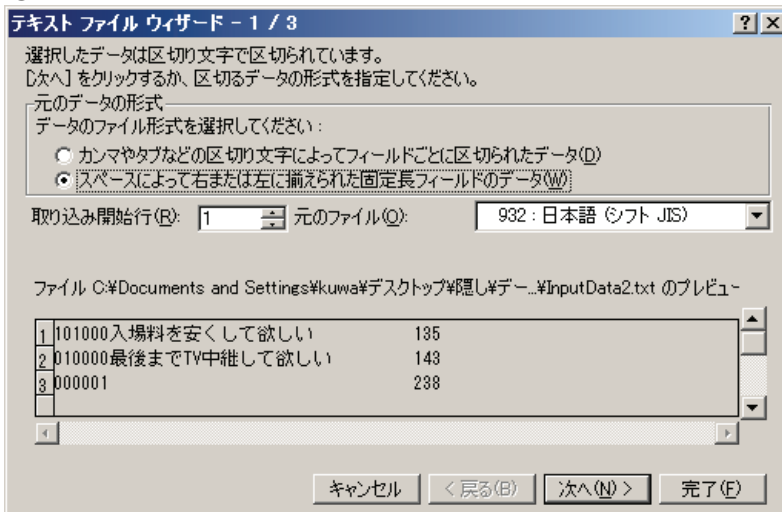 テキスト ファイル ウィザード - 1 / 3
選択したデータは区切り文字で区切られています。
[次へ] をクリックするか、区切るデータの形式を指定してください。
元のデータの形式
データのファイル形式を選択してください:
カンマやタブなどの区切り文字によってフィールドごとに区切られたデータ(D)
スペースによって右または左に揃えられた固定長フィールドのデータ(W)
取り込み開始行(R): 1 元のファイル(O): 932 : 日本語 (シフト JIS)
ファイル C:¥Documents and Settings¥kuwa¥デスクトップ¥隠し¥デー...¥InputData2.txt のプレビュー
1 101000入場料を安くして欲しい 135
2 010000最後までTV中継して欲しい 143
3 000001 238
キャンセル < 戻る(B) 次へ(N) > 完了(F)